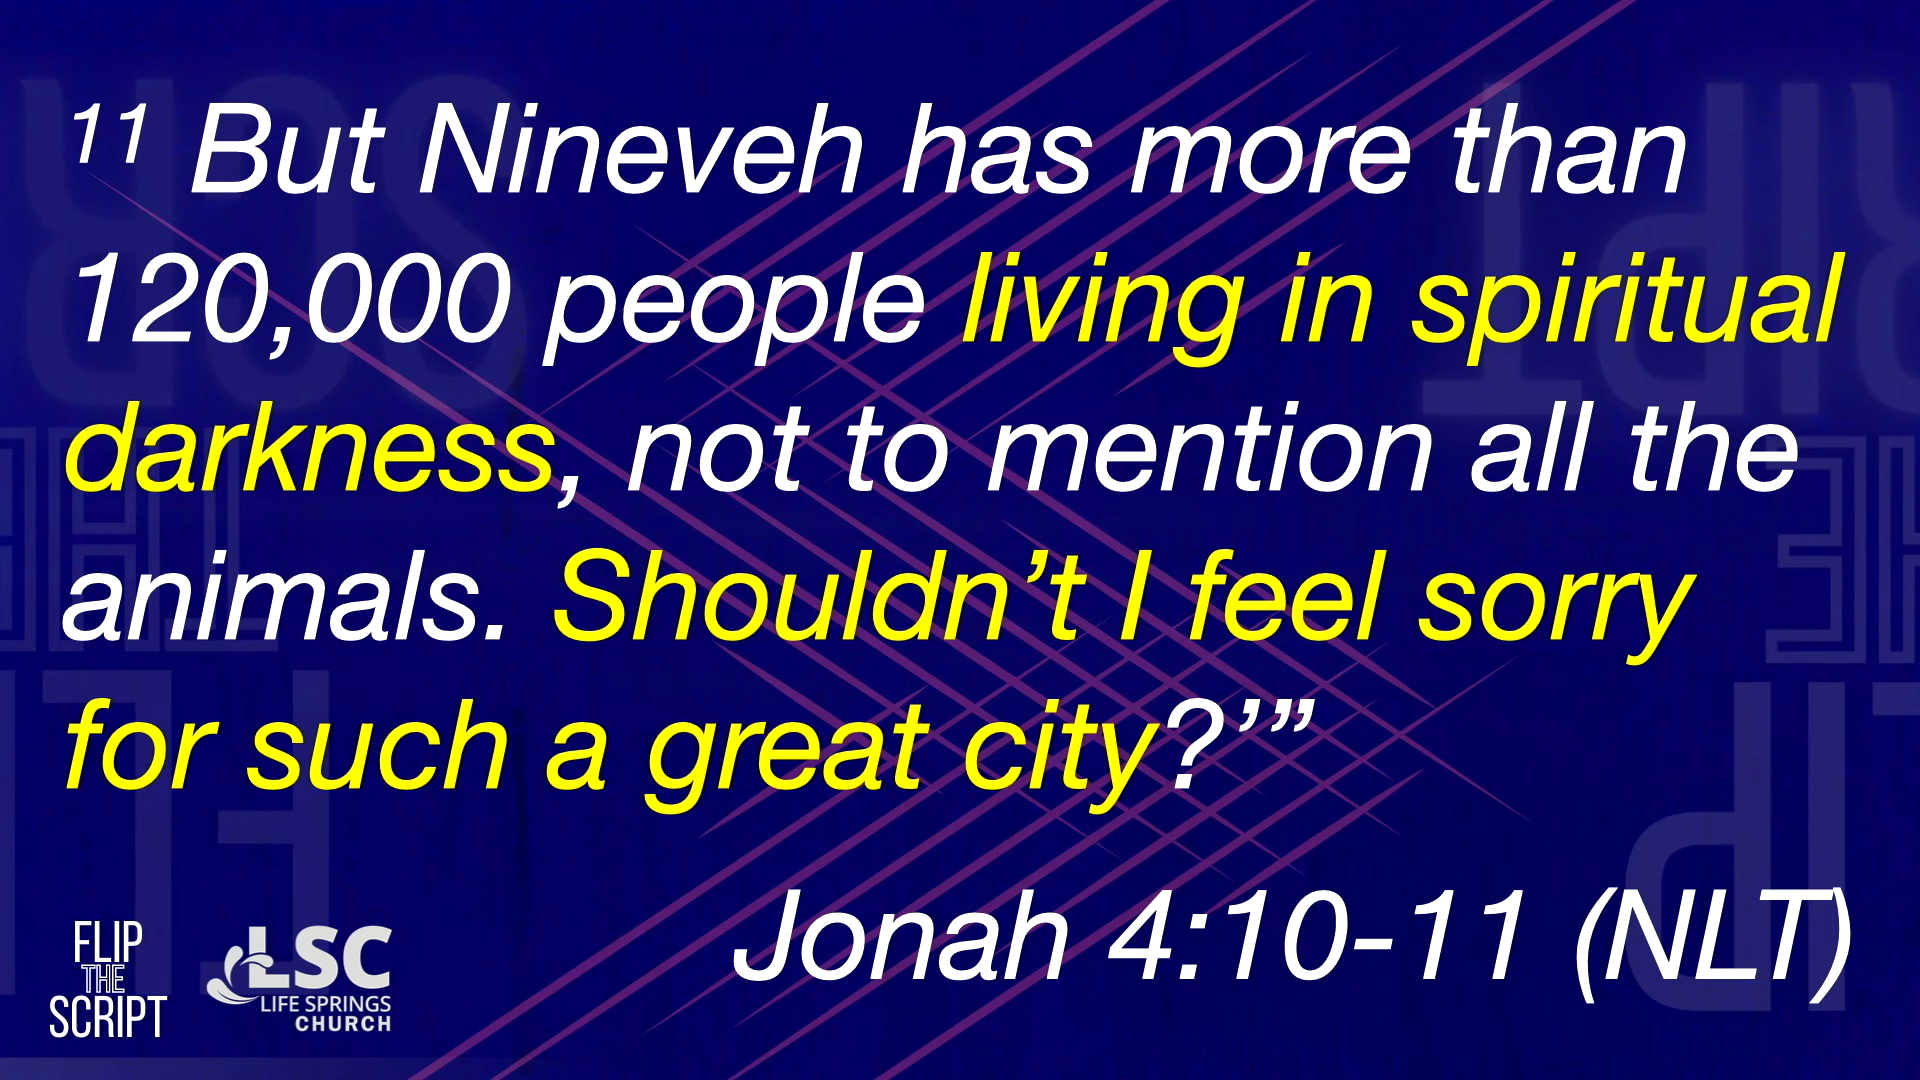 11 But Nineveh has more than
120,000 people living in spiritual
darkness, not to mention all the
animals. Shouldn’t I feel sorry
for such a great city?’”
Jonah 4:10-11 (NLT)
FLIP
THE
SCRIPT
LSC
LIFE SPRINGS
CHURCH